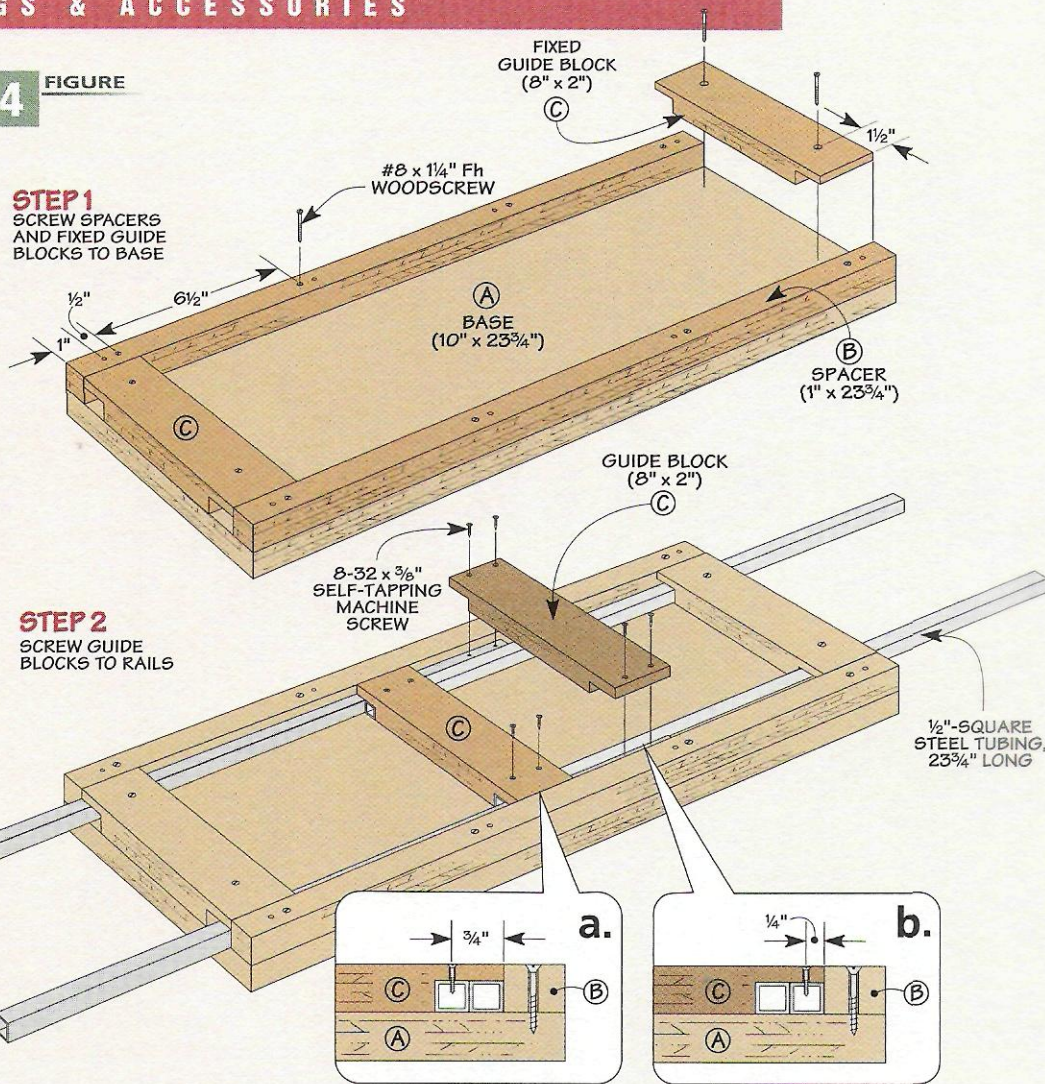 GS & ACCESSORIES
4 FIGURE
FIXED
GUIDE BLOCK
(8" x 2")
C
1½"
#8 x 1¼" Fh
WOODSCREW
STEP 1
SCREW SPACERS
AND FIXED GUIDE
BLOCKS TO BASE
½"
6½"
1"
A
BASE
(10" x 23¾")
B
SPACER
(1" x 23¾")
C
GUIDE BLOCK
(8" x 2")
C
8-32 x ⅜"
SELF-TAPPING
MACHINE
SCREW
STEP 2
SCREW GUIDE
BLOCKS TO RAILS
C
½"-SQUARE
STEEL TUBING,
23¾" LONG
a.
¾"
C
B
A
b.
¼"
C
B
A